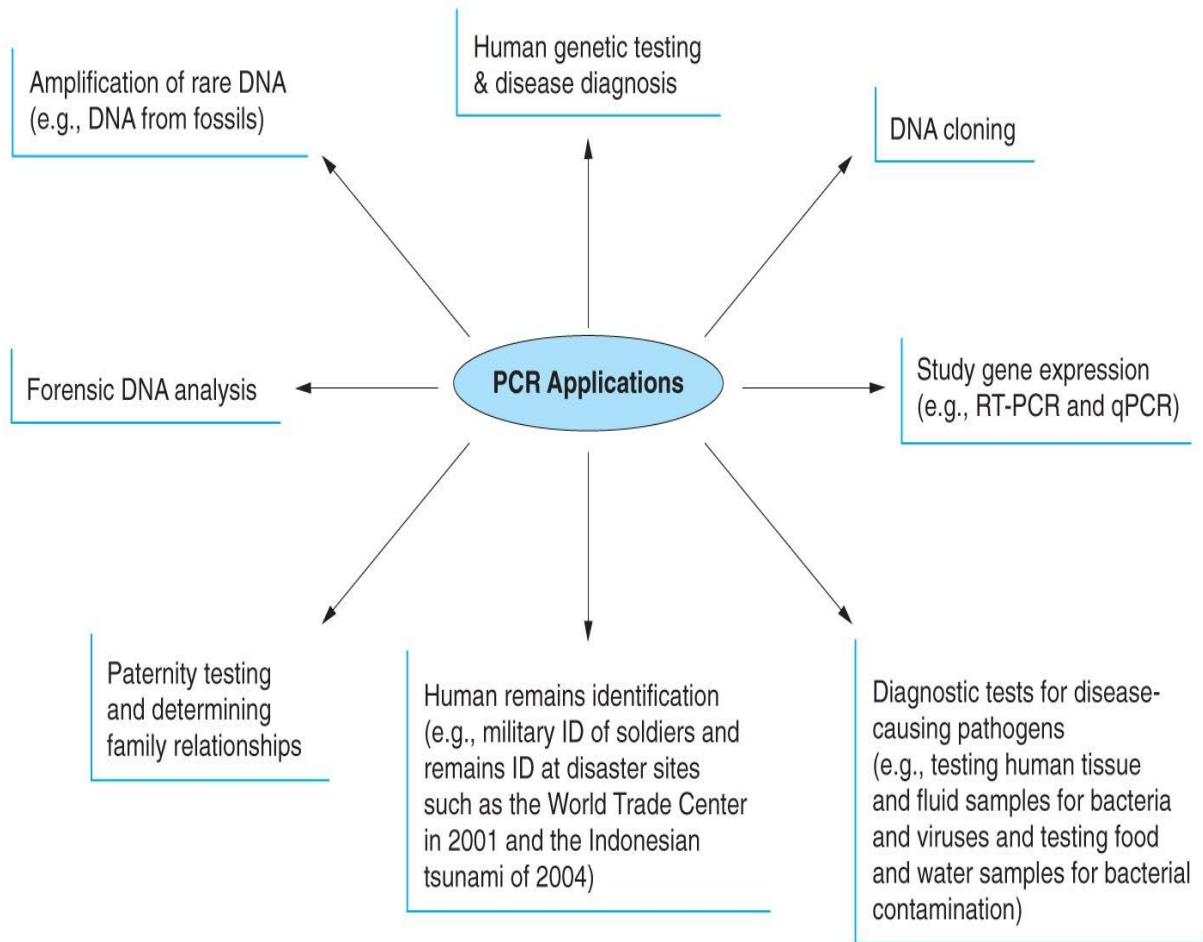 Human genetic testing
& disease diagnosis
Amplification of rare DNA
(e.g., DNA from fossils)
DNA cloning
Forensic DNA analysis
PCR Applications
Study gene expression
(e.g., RT-PCR and qPCR)
Paternity testing
and determining
family relationships
Human remains identification
(e.g., military ID of soldiers and
remains ID at disaster sites
such as the World Trade Center
in 2001 and the Indonesian
tsunami of 2004)
Diagnostic tests for disease-
causing pathogens
(e.g., testing human tissue
and fluid samples for bacteria
and viruses and testing food
and water samples for bacterial
contamination)